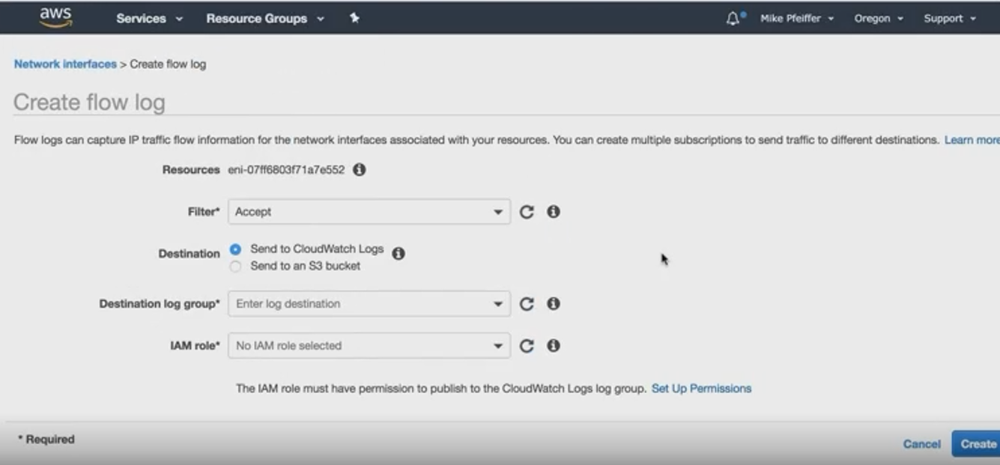 aws Services Resource Groups Mike Pfeiffer Oregon Support
Network interfaces > Create flow log
Create flow log
Flow logs can capture IP traffic flow information for the network interfaces associated with your resources. You can create multiple subscriptions to send traffic to different destinations. Learn more
Resources eni-07ff6803f71a7e552
Filter* Accept
Destination Send to CloudWatch Logs
Send to an S3 bucket
Destination log group* Enter log destination
IAM role* No IAM role selected
The IAM role must have permission to publish to the CloudWatch Logs log group. Set Up Permissions
* Required
Cancel Create